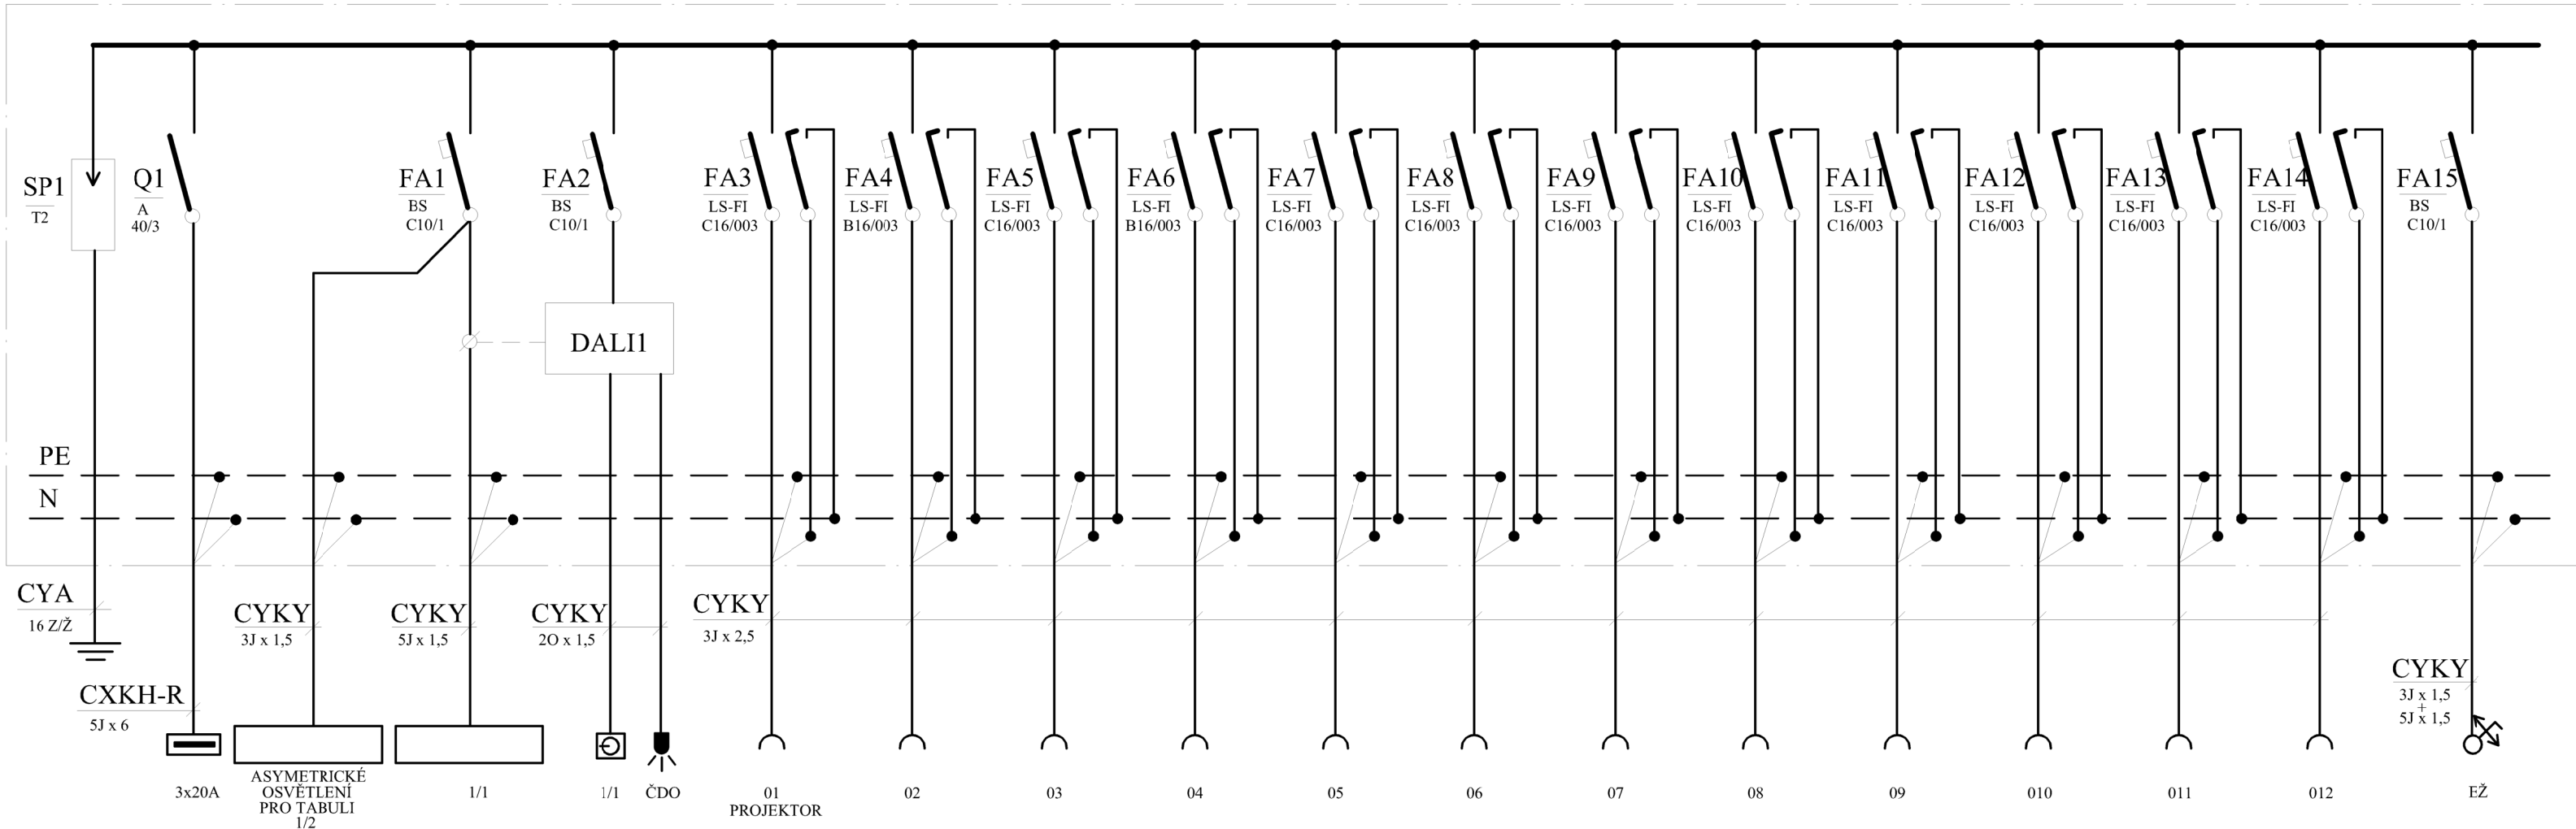 SP1
T2
Q1
A
40/3
FA1
BS
C10/1
FA2
BS
C10/1
FA3
LS-FI
C16/003
FA4
LS-FI
B16/003
FA5
LS-FI
C16/003
FA6
LS-FI
B16/003
FA7
LS-FI
C16/003
FA8
LS-FI
C16/003
FA9
LS-FI
C16/003
FA10
LS-FI
C16/003
FA11
LS-FI
C16/003
FA12
LS-FI
C16/003
FA13
LS-FI
C16/003
FA14
LS-FI
C16/003
FA15
BS
C10/1
DALI1
PE
N
CYA
16 Z/Ž
CXKH-R
5J x 6
CYKY
3J x 1,5
CYKY
5J x 1,5
CYKY
2O x 1,5
CYKY
3J x 2,5
CYKY
3J x 1,5
+
5J x 1,5
3x20A
ASYMETRICKÉ
OSVĚTLENÍ
PRO TABULI
1/2
1/1
1/1
ČDO
01
PROJEKTOR
02
03
04
05
06
07
08
09
010
011
012
EŽ